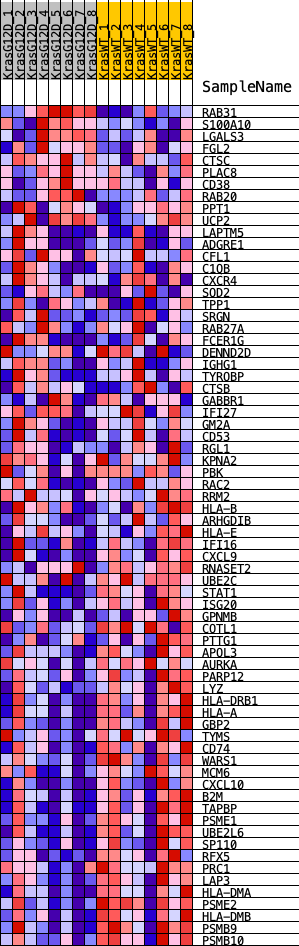 KrasG12D_1
KrasG12D_2
KrasG12D_3
KrasG12D_4
KrasG12D_5
KrasG12D_6
KrasG12D_7
KrasG12D_8
KrasWT_1
KrasWT_2
KrasWT_3
KrasWT_4
KrasWT_5
KrasWT_6
KrasWT_7
KrasWT_8
SampleName
RAB31
S100A10
LGALS3
FGL2
CTSC
PLAC8
CD38
RAB20
PPT1
UCP2
LAPTM5
ADGRE1
CFL1
C1QB
CXCR4
SOD2
TPP1
SRGN
RAB27A
FCER1G
DENND2D
IGHG1
TYROBP
CTSB
GABBR1
IFI27
GM2A
CD53
RGL1
KPNA2
PBK
RAC2
RRM2
HLA-B
ARHGDIB
HLA-E
IFI16
CXCL9
RNASET2
UBE2C
STAT1
ISG20
GPNMB
COTL1
PTTG1
APOL3
AURKA
PARP12
LYZ
HLA-DRB1
HLA-A
GBP2
TYMS
CD74
WARS1
MCM6
CXCL10
B2M
TAPBP
PSME1
UBE2L6
SP110
RFX5
PRC1
LAP3
HLA-DMA
PSME2
HLA-DMB
PSMB9
PSMB10